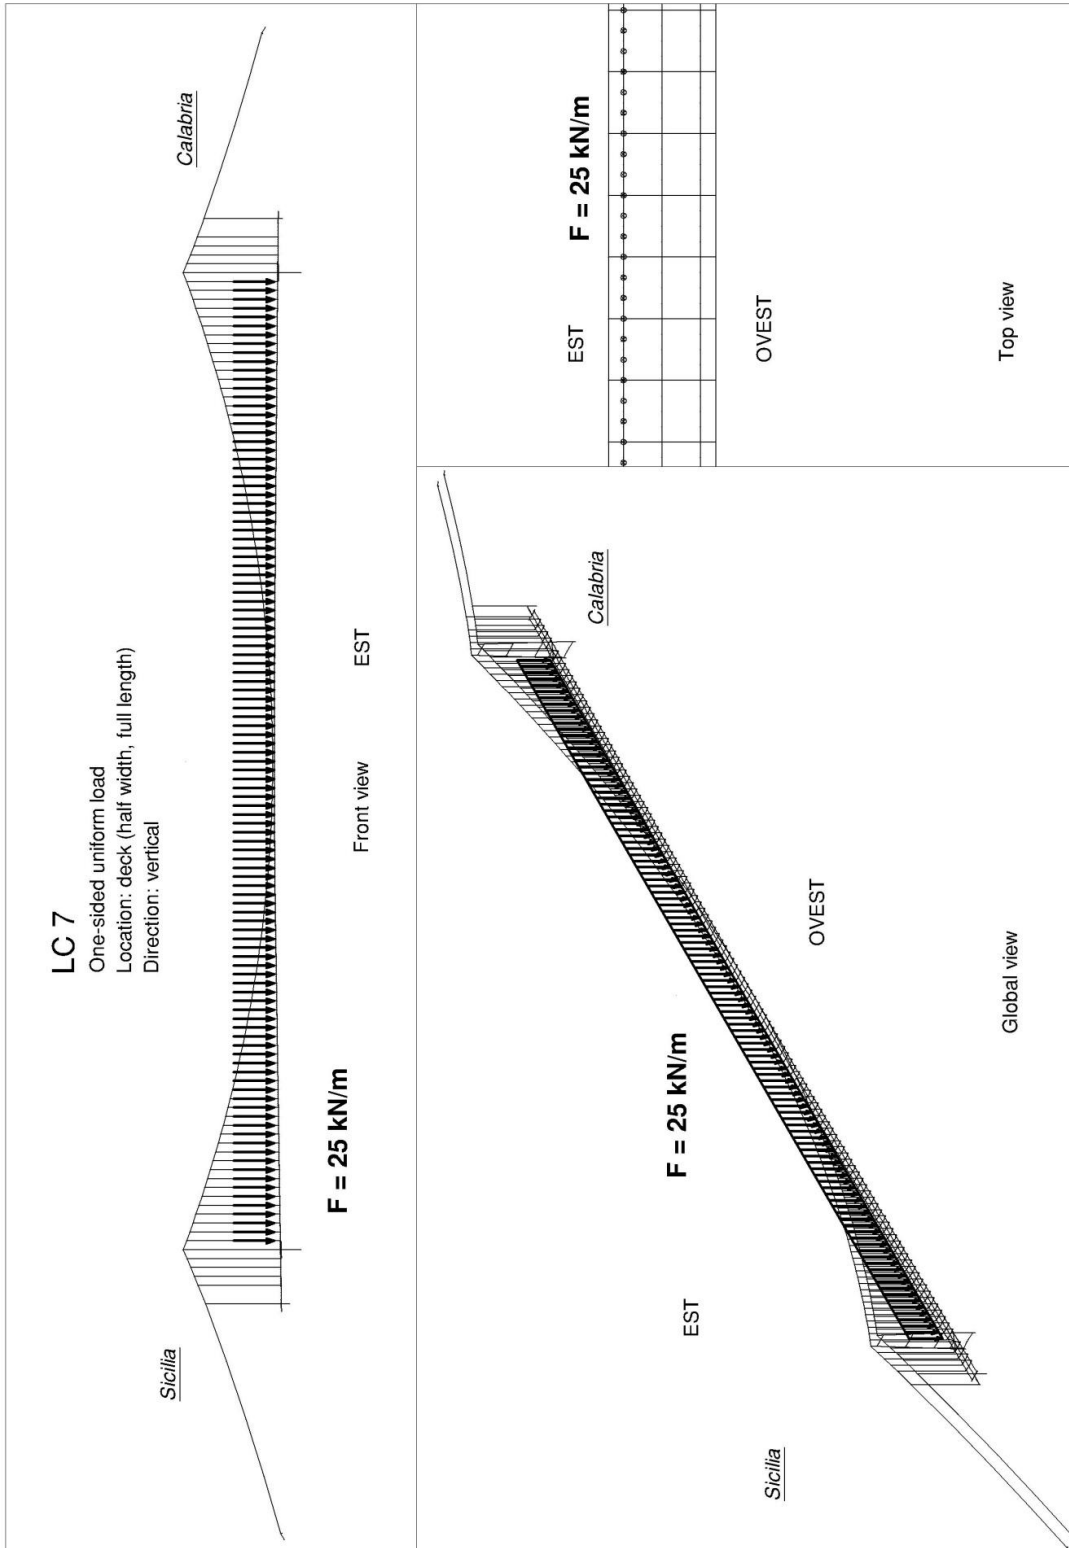 LC 7
One-sided uniform load
Location: deck (half width, full length)
Direction: vertical
Sicilia
Calabria
F = 25 kN/m
Front view
EST
Sicilia
EST
F = 25 kN/m
OVEST
Calabria
Global view
EST
F = 25 kN/m
OVEST
Top view